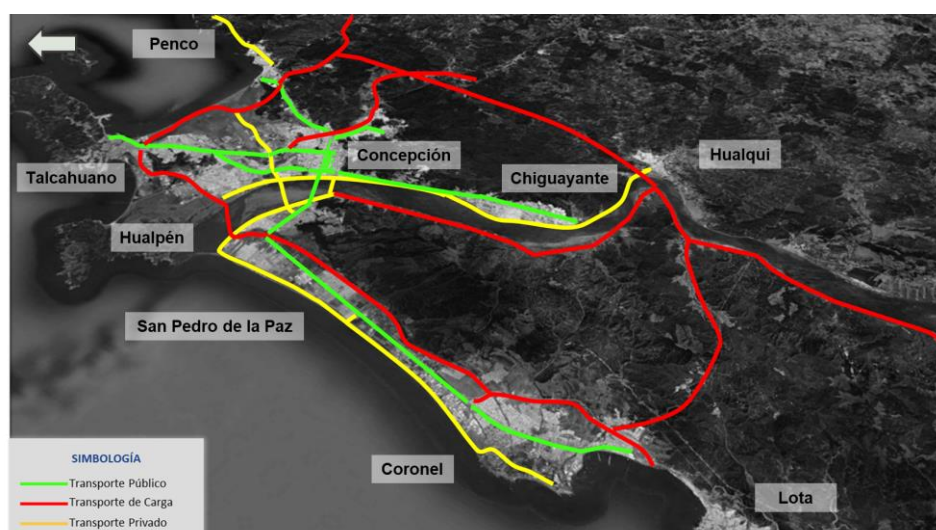 Penco
Concepción
Hualqui
Talcahuano
Chiguayante
Hualpén
San Pedro de la Paz
Coronel
Lota
SIMBOLOGÍA
Transporte Público
Transporte de Carga
Transporte Privado